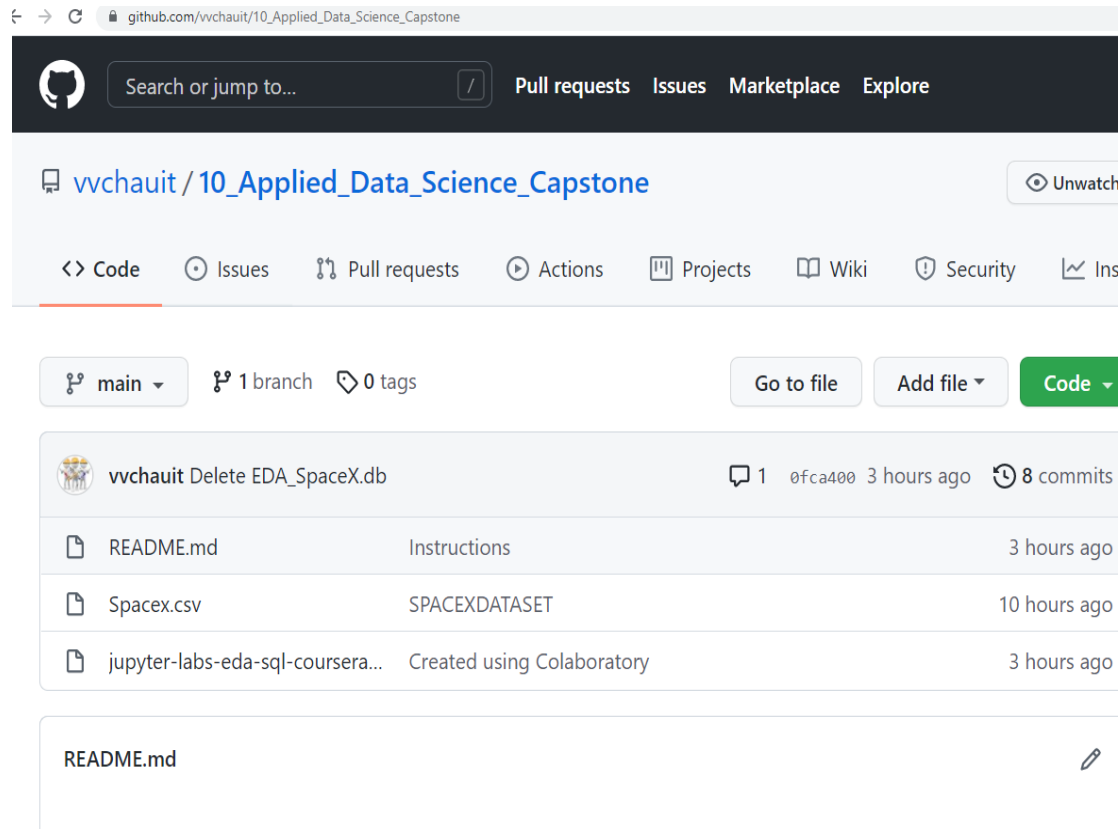 github.com/vvchauit/10_Applied_Data_Science_Capstone
Search or jump to... / Pull requests Issues Marketplace Explore
vvchauit / 10_Applied_Data_Science_Capstone Unwatch
<> Code Issues Pull requests Actions Projects Wiki Security Ins
main 1 branch 0 tags Go to file Add file Code
vvchauit Delete EDA_SpaceX.db 1 0fca400 3 hours ago 8 commits
README.md Instructions 3 hours ago
Spacex.csv SPACEXDATASET 10 hours ago
jupyter-labs-eda-sql-coursera... Created using Colaboratory 3 hours ago
README.md